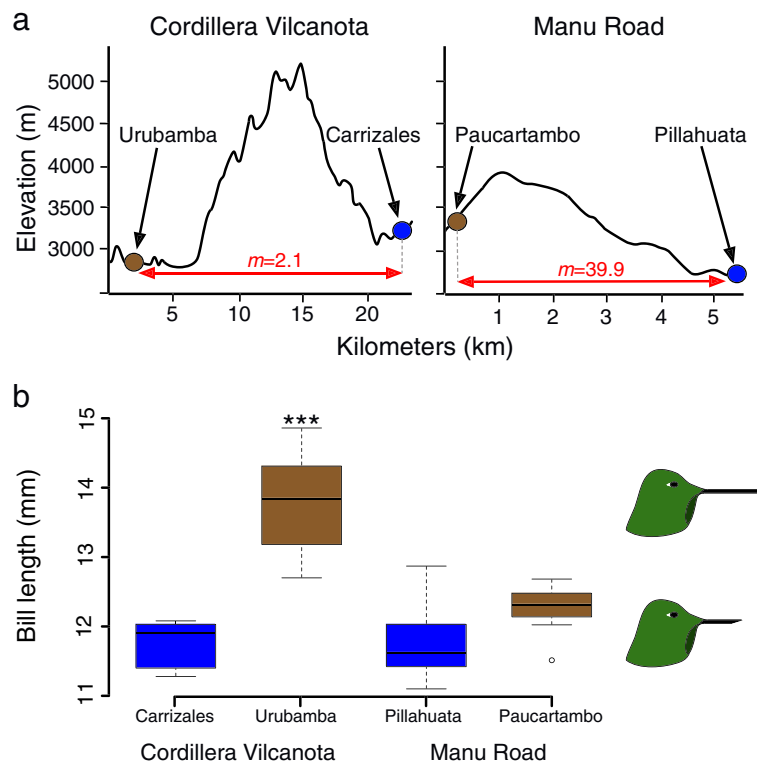 a
Cordillera Vilcanota Manu Road
Elevation (m)
5000
4500
4000
3500
3000
Urubamba Carrizales Paucartambo Pillahuata
m=2.1 m=39.9
5 10 15 20 1 2 3 4 5
Kilometers (km)
b
Bill length (mm)
15
14
13
12
11
***
Carrizales Urubamba Pillahuata Paucartambo
Cordillera Vilcanota Manu Road